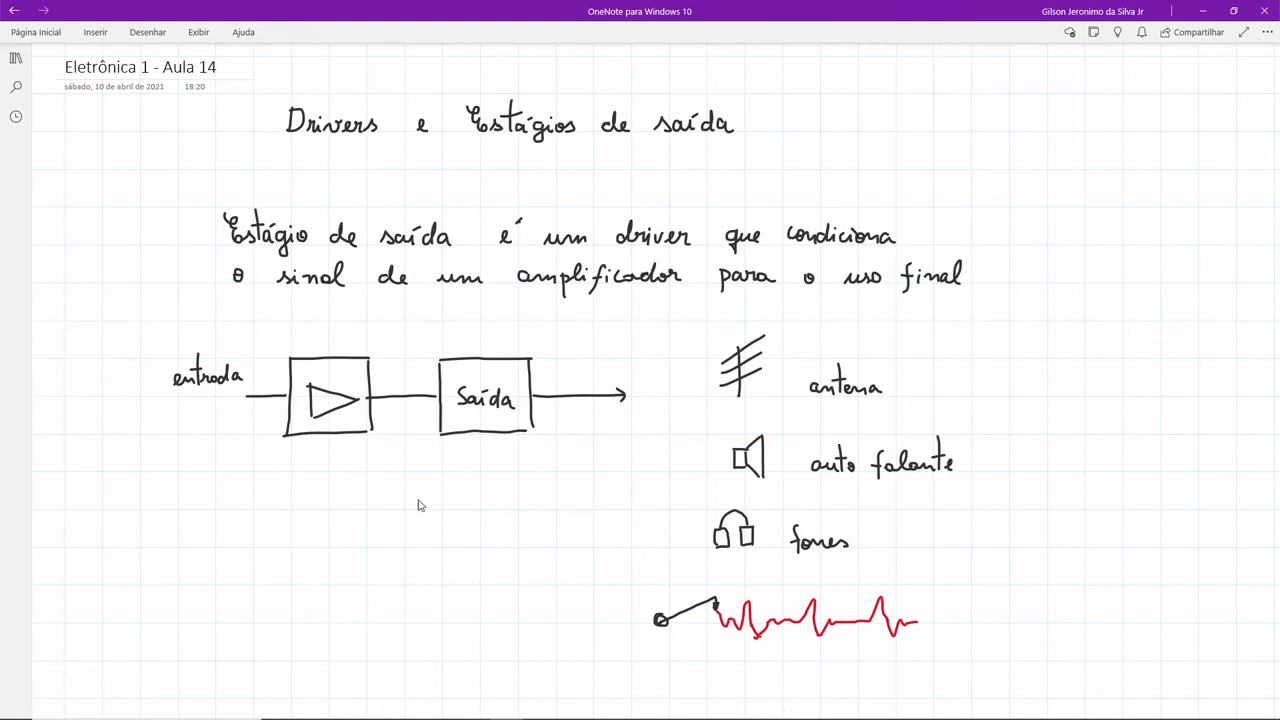 OneNote para Windows 10
Gilson Jeronimo da Silva Jr
Página Inicial Inserir Desenhar Exibir Ajuda
Compartilhar
Eletrônica 1 - Aula 14
sábado, 10 de abril de 2021 18:20
Drivers e Estágios de saída
Estágio de saída é um driver que condiciona
o sinal de um amplificador para o uso final
entrada
Saída
antena
auto falante
fones